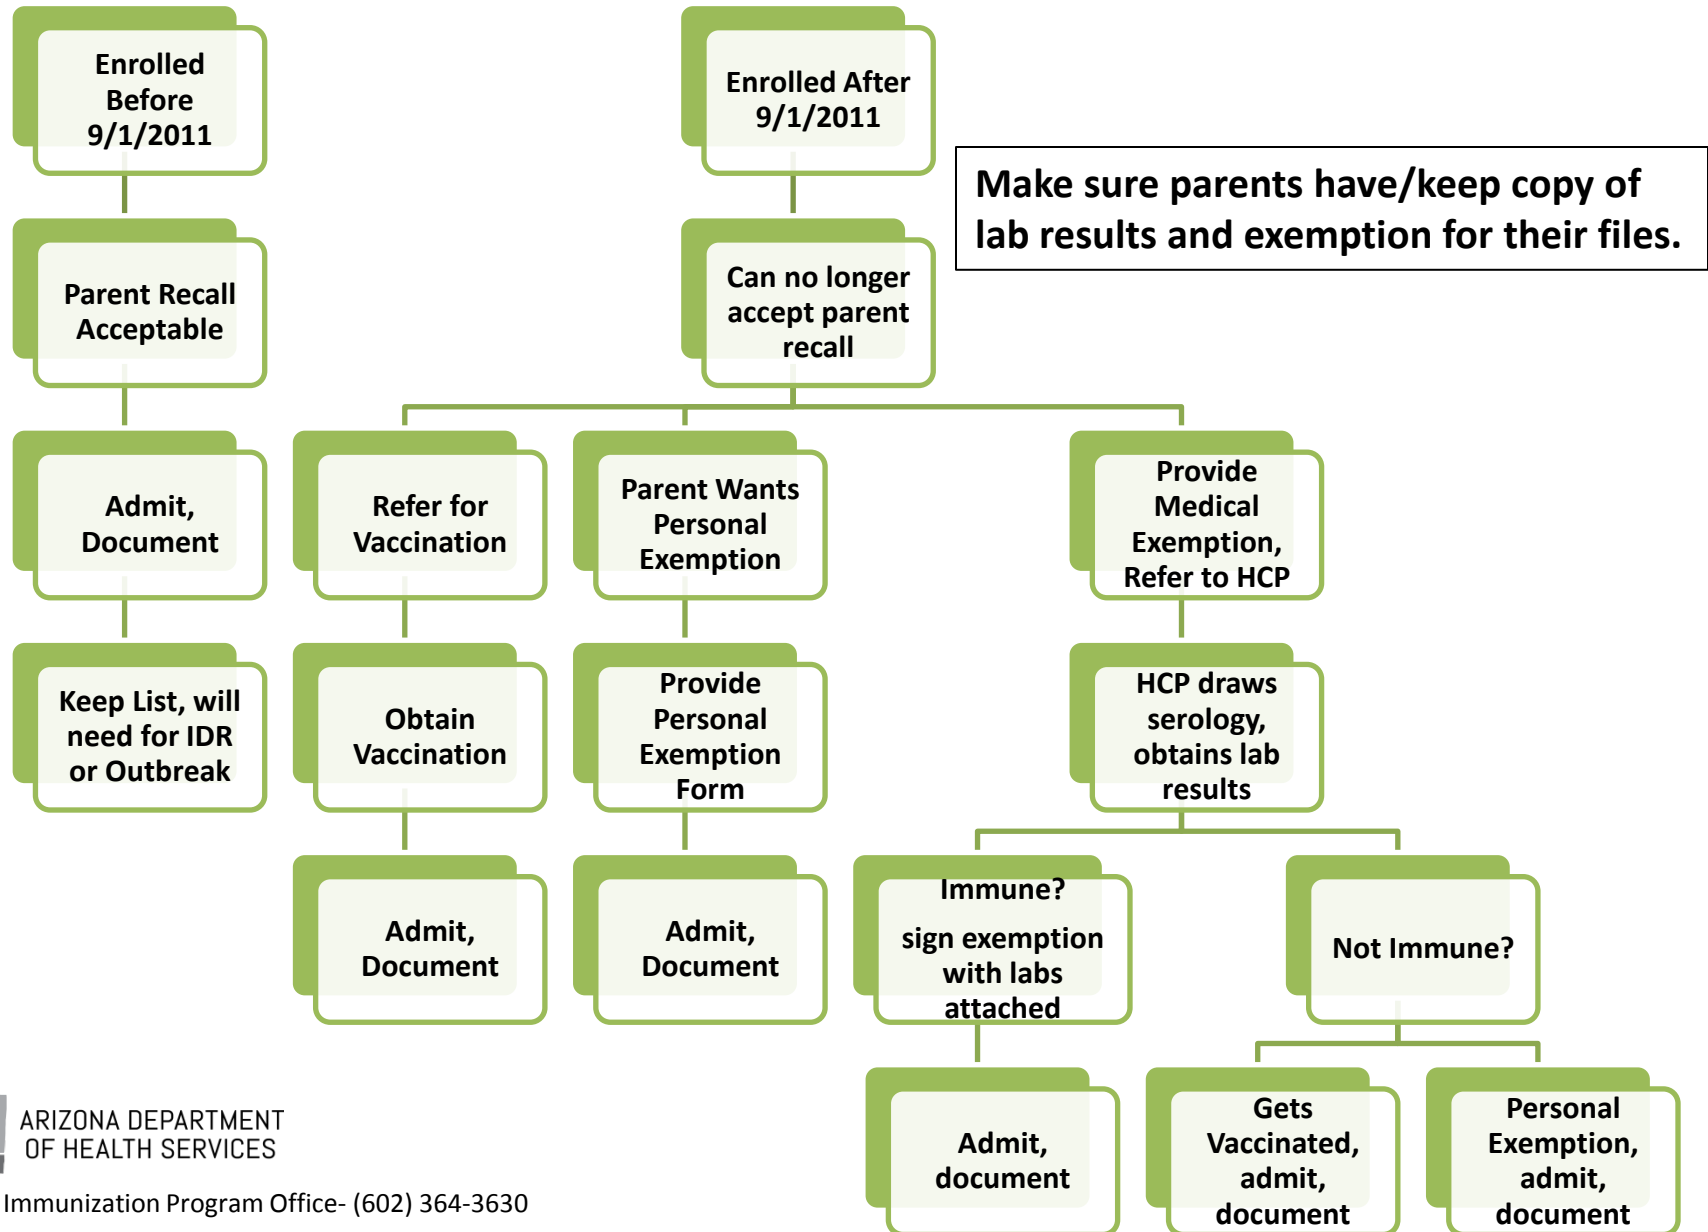 Enrolled
Before
9/1/2011
Enrolled After
9/1/2011
Make sure parents have/keep copy of
lab results and exemption for their files.
Parent Recall
Acceptable
Can no longer
accept parent
recall
Admit,
Document
Refer for
Vaccination
Parent Wants
Personal
Exemption
Provide
Medical
Exemption,
Refer to HCP
Keep List, will
need for IDR
or Outbreak
Obtain
Vaccination
Provide
Personal
Exemption
Form
HCP draws
serology,
obtains lab
results
Admit,
Document
Admit,
Document
Immune?
sign exemption
with labs
attached
Not Immune?
Admit,
document
Gets
Vaccinated,
admit,
document
Personal
Exemption,
admit,
document
ARIZONA DEPARTMENT
OF HEALTH SERVICES
Immunization Program Office- (602) 364-3630